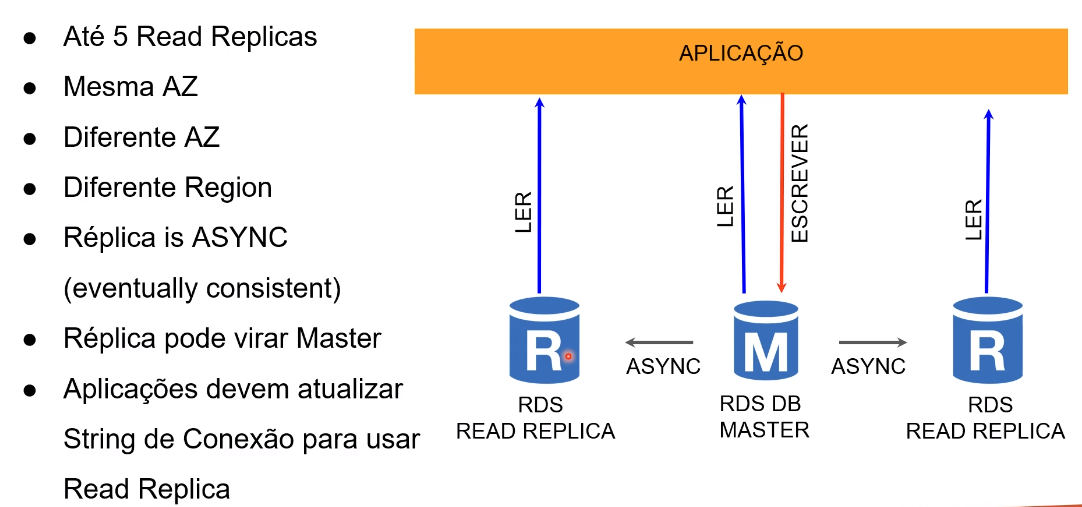 ● Até 5 Read Replicas
● Mesma AZ
● Diferente AZ
● Diferente Region
● Réplica is ASYNC
(eventually consistent)
● Réplica pode virar Master
● Aplicações devem atualizar
String de Conexão para usar
Read Replica
APLICAÇÃO
LER
LER
ESCREVER
LER
R
M
R
ASYNC
ASYNC
RDS
READ REPLICA
RDS DB
MASTER
RDS
READ REPLICA